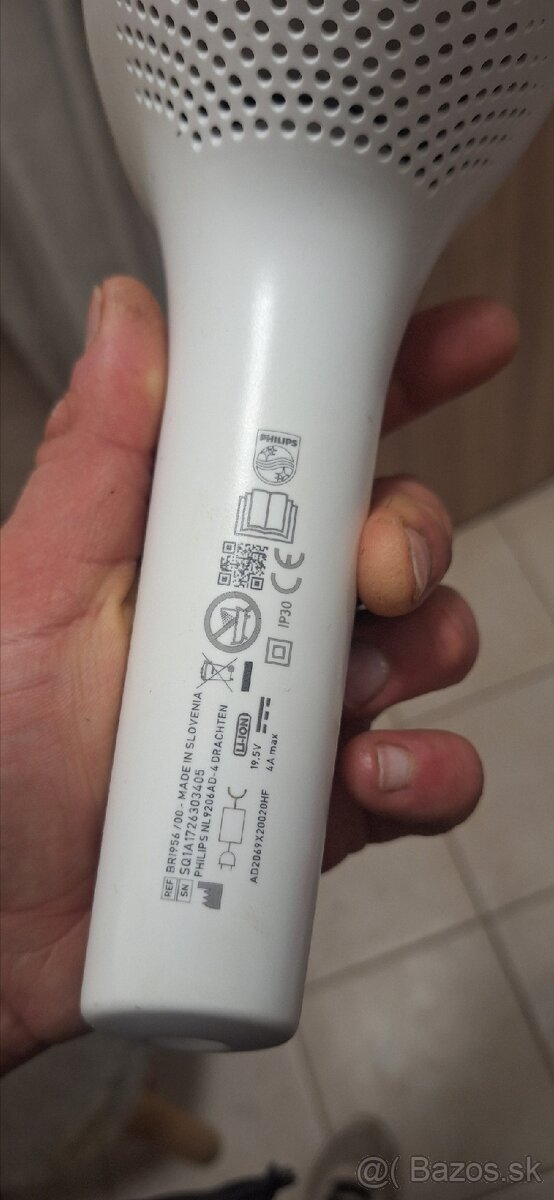 PHILIPS
IP30
REF BRI956/00 - MADE IN SLOVENIA
SN SQ1A1726303405
PHILIPS NL9206AD-4 DRACHTEN
LI-ION
19.5V
4A max
AD2069X20020HF
@( Bazos.sk